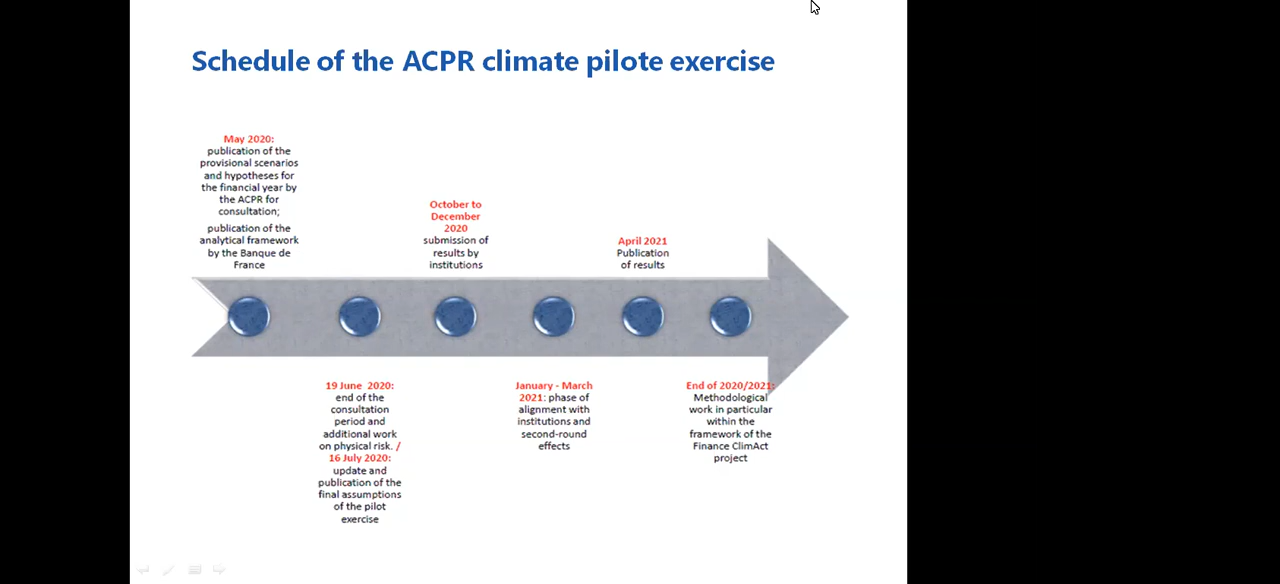 Schedule of the ACPR climate pilote exercise
May 2020:
publication of the
provisional scenarios
and hypotheses for
the financial year by
the ACPR for
consultation;
publication of the
analytical framework
by the Banque de
France
October to
December
2020
submission of
results by
institutions
April 2021
Publication
of results
19 June 2020:
end of the
consultation
period and
additional work
on physical risk. /
16 July 2020:
update and
publication of the
final assumptions
of the pilot
exercise
January - March
2021: phase of
alignment with
institutions and
second-round
effects
End of 2020/2021:
Methodological
work in particular
within the
framework of the
Finance ClimAct
project